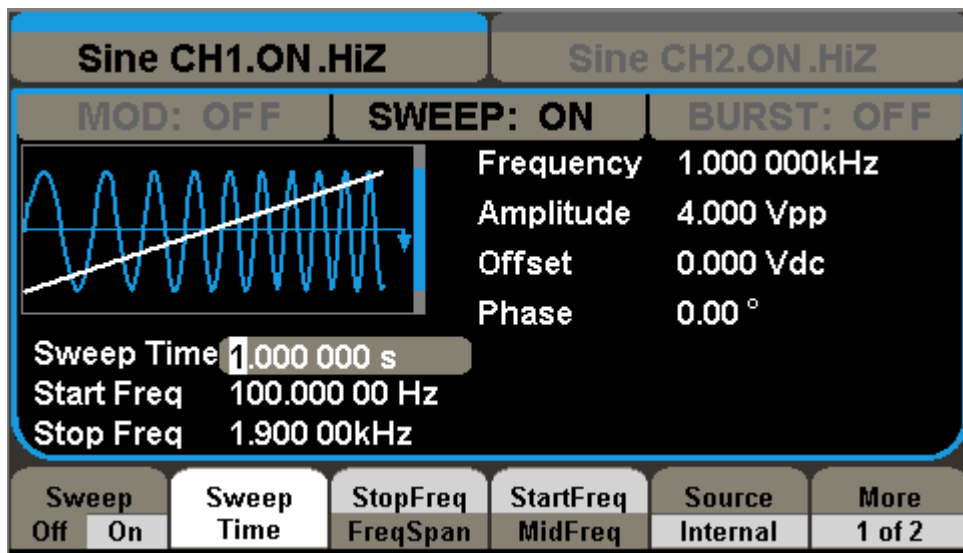 Sine CH1.ON.HiZ
Sine CH2.ON.HiZ
MOD: OFF
SWEEP: ON
BURST: OFF
Frequency 1.000 000kHz
Amplitude 4.000 Vpp
Offset 0.000 Vdc
Phase 0.00 °
Sweep Time 1.000 000 s
Start Freq 100.000 00 Hz
Stop Freq 1.900 00kHz
Sweep
Off On
Sweep
Time
StopFreq
FreqSpan
StartFreq
MidFreq
Source
Internal
More
1 of 2